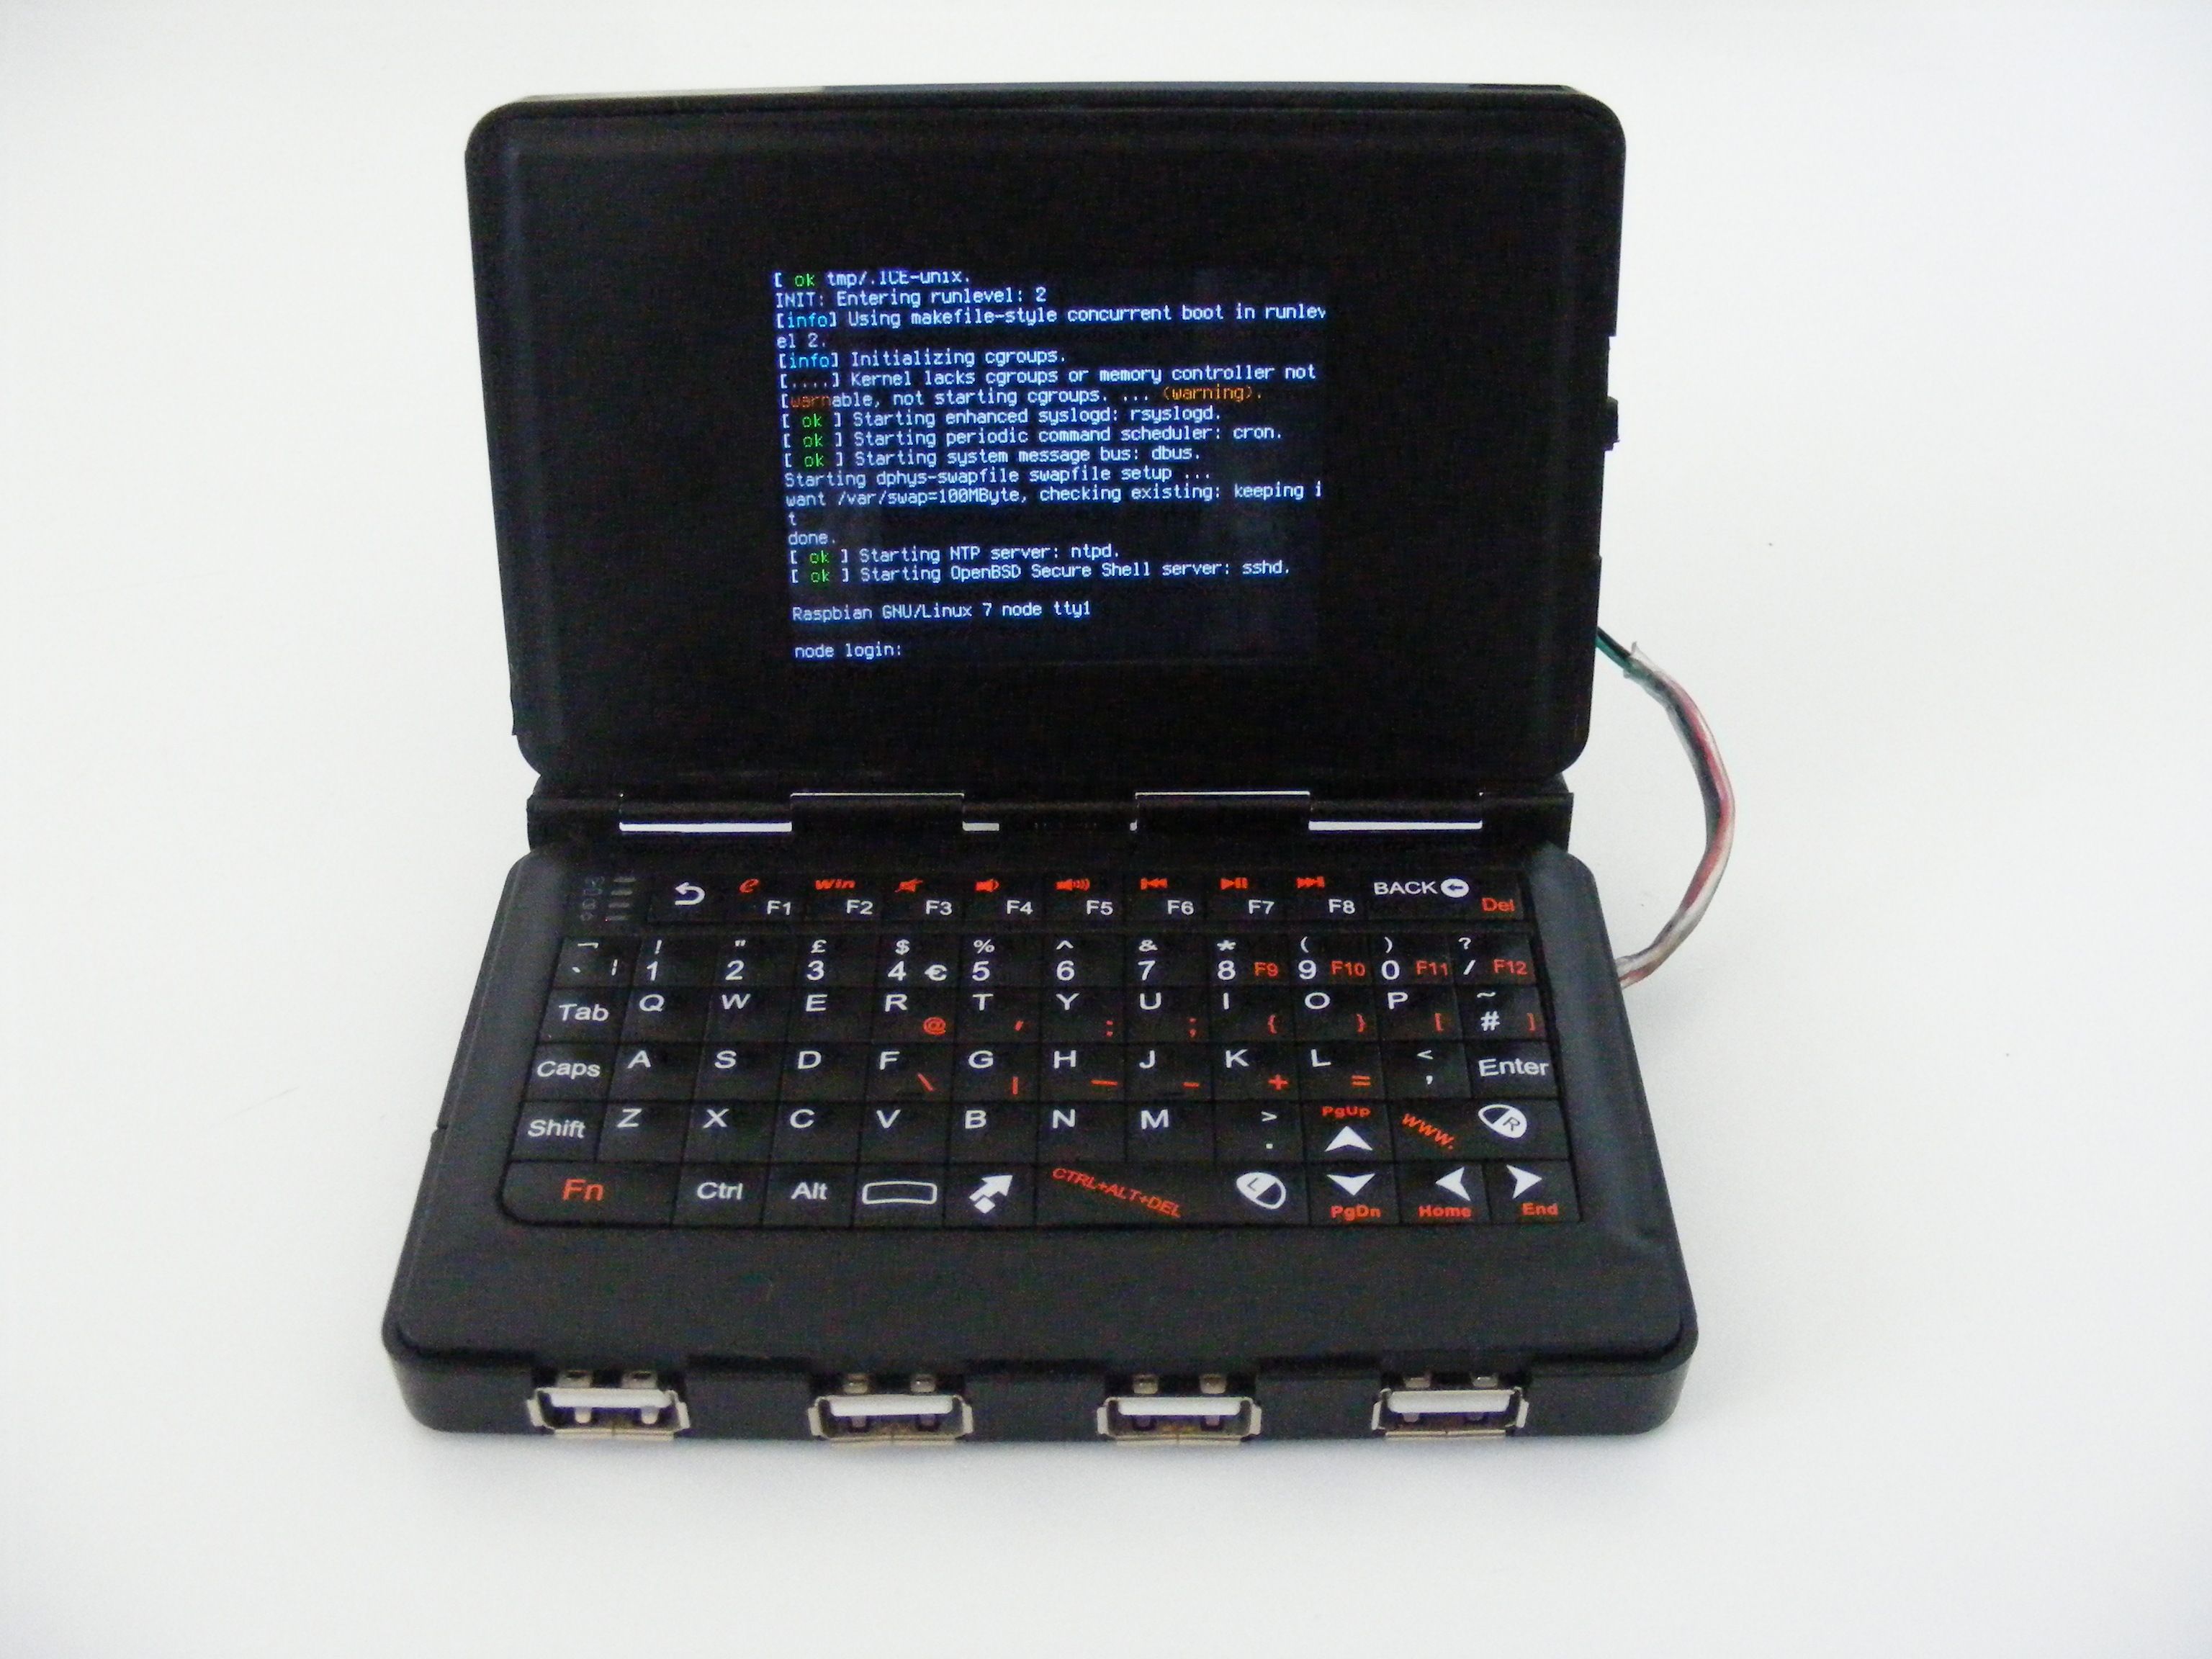 [ ok tmp/.ICE-unix.
INIT: Entering runlevel: 2
[info] Using makefile-style concurrent boot in runlev
el 2.
[info] Initializing cgroups.
[....] Kernel lacks cgroups or memory controller not
[warnable, not starting cgroups. ... (warning).
[ ok ] Starting enhanced syslogd: rsyslogd.
[ ok ] Starting periodic command scheduler: cron.
[ ok ] Starting system message bus: dbus.
Starting dphys-swapfile swapfile setup ...
want /var/swap=100MByte, checking existing: keeping i
t
done.
[ ok ] Starting NTP server: ntpd.
[ ok ] Starting OpenBSD Secure Shell server: sshd.
Raspbian GNU/Linux 7 node tty1
node login:
e Win
F1 F2 F3 F4 F5 F6 F7 F8 BACK Del
¬ ! " £ $ % ^ & * ( ) ?
` ¦ 1 2 3 4 € 5 6 7 8 F9 9 F10 0 F11 / F12
Tab Q W E R T Y U I O P ~
@ ' : ; { } [ # ]
Caps A S D F G H J K L < Enter
\ | — - + = ,
Shift Z X C V B N M > PgUp www. R
.
Fn Ctrl Alt CTRL+ALT+DEL L PgDn Home End